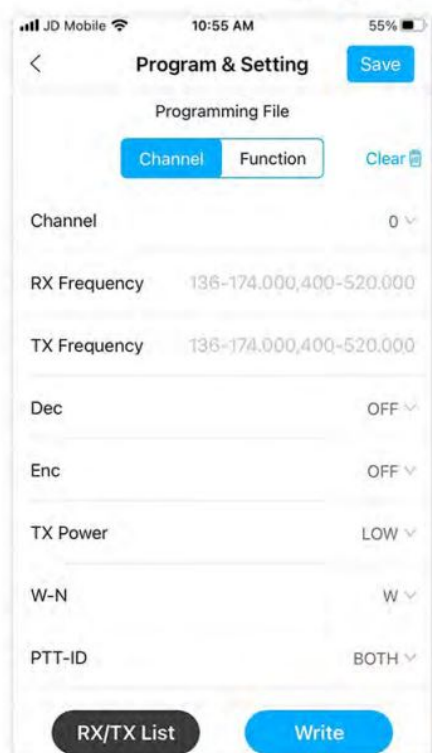 JD Mobile 10:55 AM 55%
Program & Setting Save
Programming File
Channel Function Clear
Channel 0
RX Frequency 136-174.000,400-520.000
TX Frequency 136-174.000,400-520.000
Dec OFF
Enc OFF
TX Power LOW
W-N W
PTT-ID BOTH
RX/TX List Write